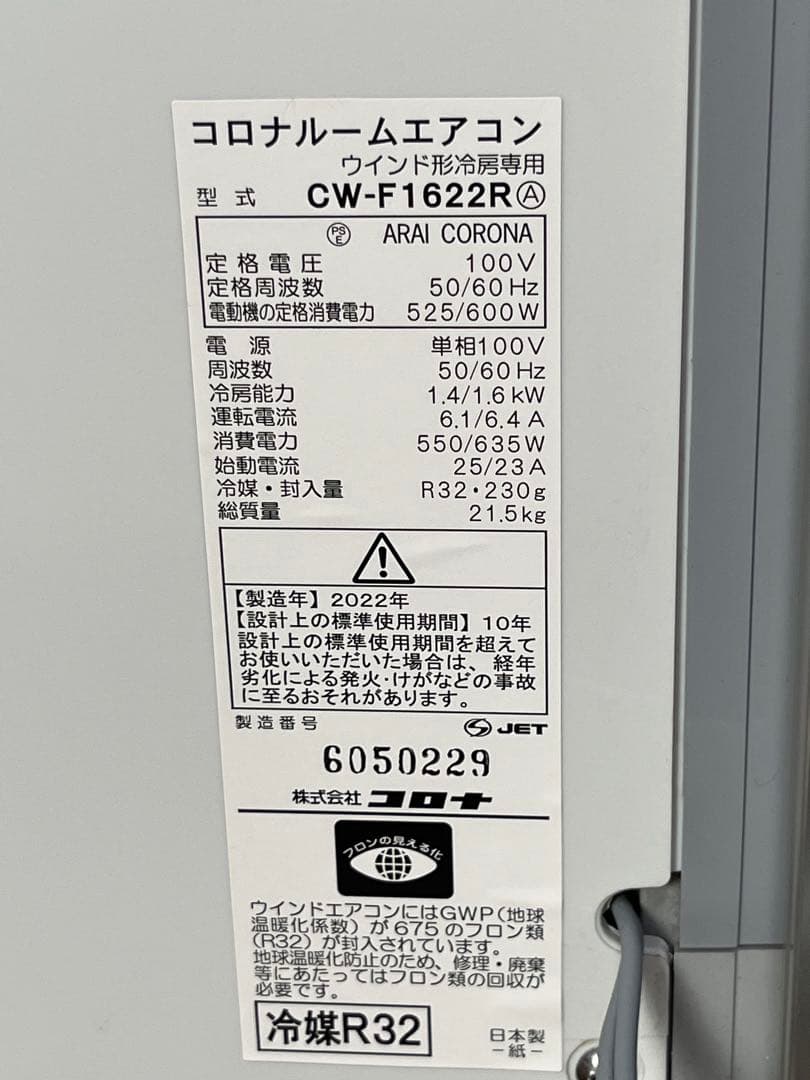 コロナルームエアコン
ウインド形冷房専用
型式 CW-F1622RⒶ
PSE ARAI CORONA
定格電圧 100V
定格周波数 50/60Hz
電動機の定格消費電力 525/600W
電源 単相100V
周波数 50/60Hz
冷房能力 1.4/1.6kW
運転電流 6.1/6.4A
消費電力 550/635W
始動電流 25/23A
冷媒・封入量 R32・230g
総質量 21.5kg
【製造年】2022年
【設計上の標準使用期間】10年
設計上の標準使用期間を超えて
お使いいただいた場合は、経年
劣化による発火・けがなどの事故
に至るおそれがあります。
製造番号 JET
6050229
株式会社 コロナ
フロンの見える化
ウインドエアコンにはGWP(地球
温暖化係数)が675のフロン類
(R32)が封入されています。
地球温暖化防止のため、修理・廃棄
等にあたってはフロン類の回収が
必要です。
冷媒R32
日本製
-紙-